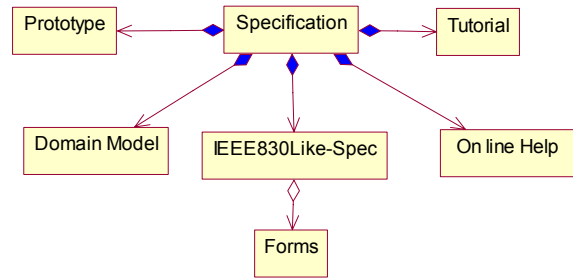 Prototype
Specification
Tutorial
Domain Model
IEEE830Like-Spec
On line Help
Forms